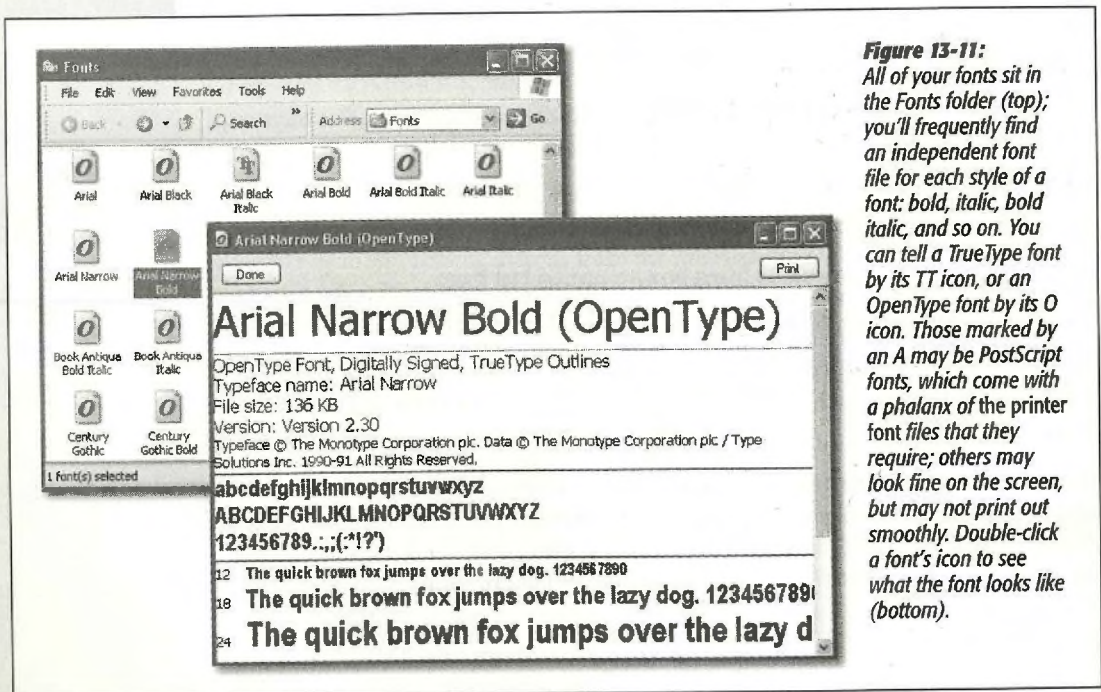 Fonts
File Edit View Favorites Tools Help
Back Search » Address Fonts Go
Arial
Arial Black
Arial Black
Italic
Arial Bold
Arial Bold Italic
Arial Italic
Arial Narrow
Arial Narrow
Bold
Book Antiqua
Bold Italic
Book Antiqua
Italic
Century
Gothic
Century
Gothic Bold
1 font(s) selected
Arial Narrow Bold (OpenType)
Done Print
Arial Narrow Bold (OpenType)
OpenType Font, Digitally Signed, TrueType Outlines
Typeface name: Arial Narrow
File size: 136 KB
Version: Version 2.30
Typeface © The Monotype Corporation plc. Data © The Monotype Corporation plc / Type
Solutions Inc. 1990-91 All Rights Reserved.
abcdefghijklmnopqrstuvwxyz
ABCDEFGHIJKLMNOPQRSTUVWXYZ
123456789.:,;(:*!?')
12 The quick brown fox jumps over the lazy dog. 1234567890
18 The quick brown fox jumps over the lazy dog. 123456789
24 The quick brown fox jumps over the lazy d
Figure 13-11:
All of your fonts sit in
the Fonts folder (top);
you'll frequently find
an independent font
file for each style of a
font: bold, italic, bold
italic, and so on. You
can tell a TrueType font
by its TT icon, or an
OpenType font by its O
icon. Those marked by
an A may be PostScript
fonts, which come with
a phalanx of the printer
font files that they
require; others may
look fine on the screen,
but may not print out
smoothly. Double-click
a font's icon to see
what the font looks like
(bottom).